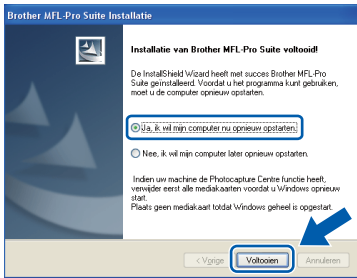 Brother MFL-Pro Suite Installatie
Installatie van Brother MFL-Pro Suite voltooid!
De InstallShield Wizard heeft met succes Brother MFL-Pro
Suite geïnstalleerd. Voordat u het programma kunt gebruiken,
moet u de computer opnieuw opstarten.
Ja, ik wil mijn computer nu opnieuw opstarten.
Nee, ik wil mijn computer later opnieuw opstarten.
Indien uw machine de Photocapture Centre functie heeft,
verwijder eerst alle mediakaarten voordat u Windows opnieuw
start.
Plaats geen mediakaart totdat Windows geheel is opgestart.
< Vorige
Voltooien
Annuleren